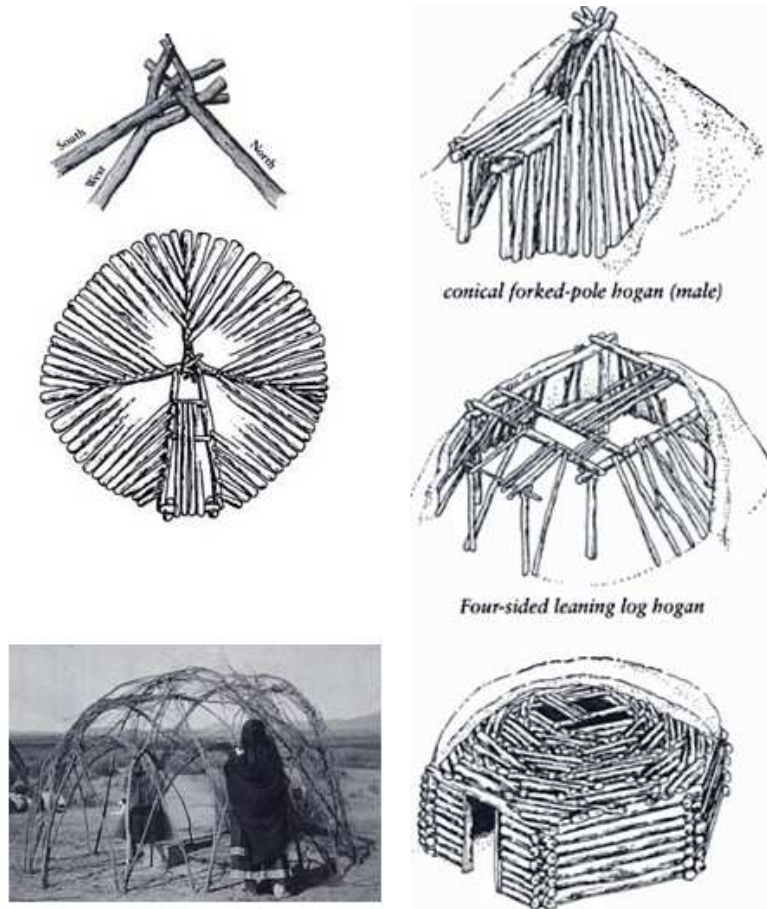 South
West
North
conical forked-pole hogan (male)
Four-sided leaning log hogan